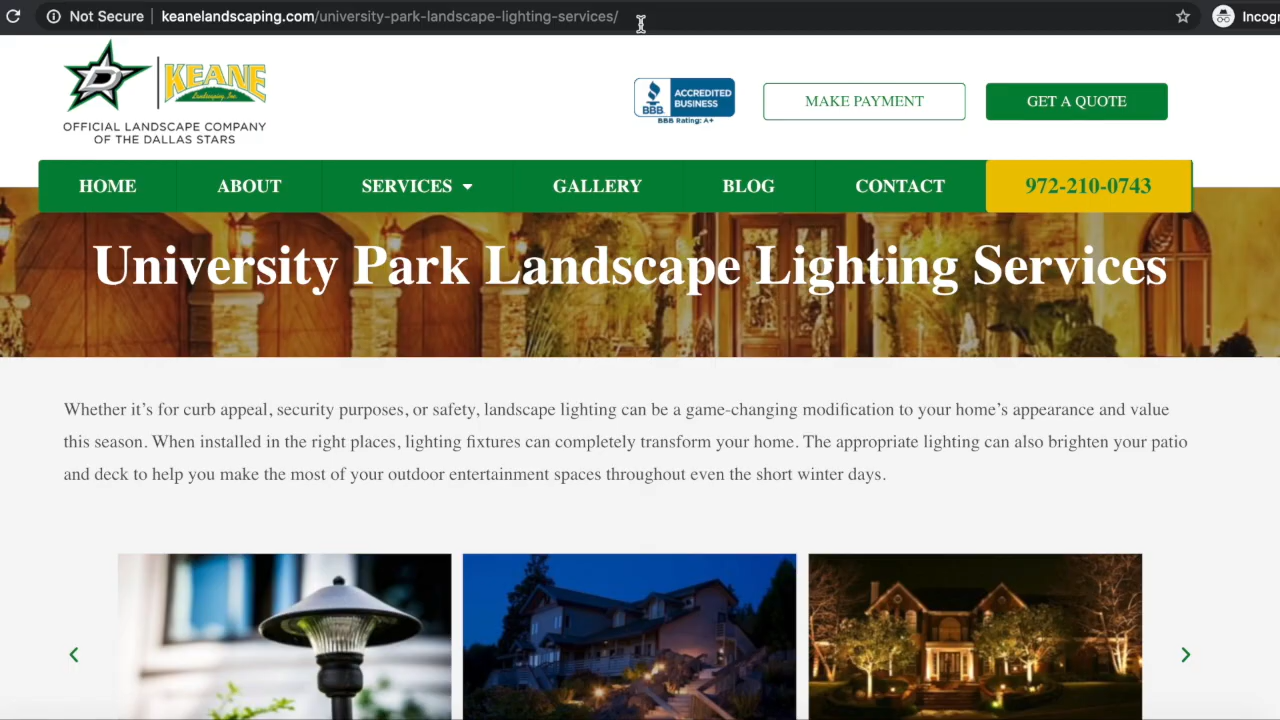 Not Secure keanelandscaping.com/university-park-landscape-lighting-services/ Incog
D KEANE
Landscaping, Inc.
OFFICIAL LANDSCAPE COMPANY
OF THE DALLAS STARS
BBB ACCREDITED BUSINESS
BBB Rating: A+
MAKE PAYMENT
GET A QUOTE
HOME ABOUT SERVICES GALLERY BLOG CONTACT 972-210-0743
University Park Landscape Lighting Services
Whether it’s for curb appeal, security purposes, or safety, landscape lighting can be a game-changing modification to your home’s appearance and value
this season. When installed in the right places, lighting fixtures can completely transform your home. The appropriate lighting can also brighten your patio
and deck to help you make the most of your outdoor entertainment spaces throughout even the short winter days.